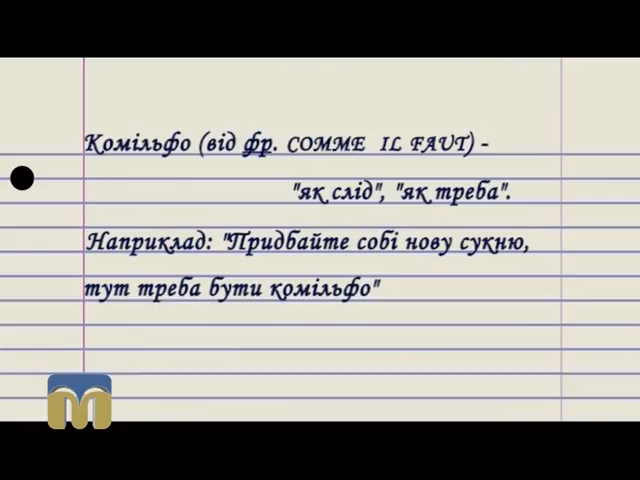 Комільфо (від фр. COMME IL FAUT) -
"як слід", "як треба".
Наприклад: "Придбайте собі нову сукню,
тут треба бути комільфо"